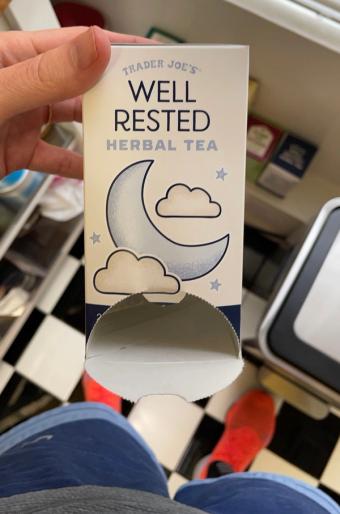 TRADER JOE'S
WELL
RESTED
HERBAL TEA